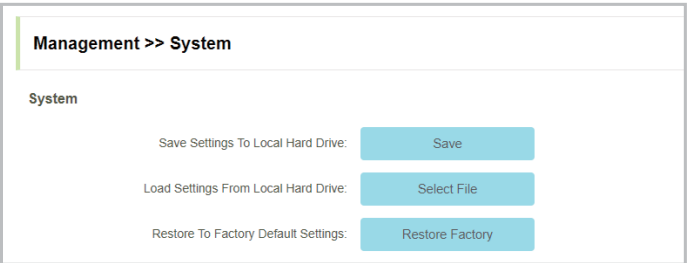 Management >> System
System
Save Settings To Local Hard Drive: Save
Load Settings From Local Hard Drive: Select File
Restore To Factory Default Settings: Restore Factory